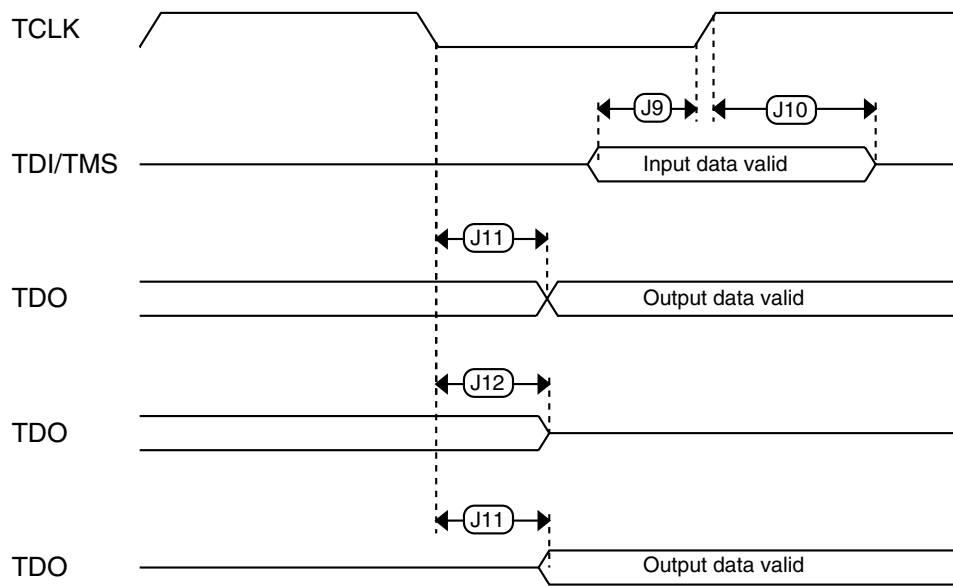 TCLK
J9
J10
TDI/TMS
Input data valid
J11
TDO
Output data valid
J12
TDO
J11
TDO
Output data valid